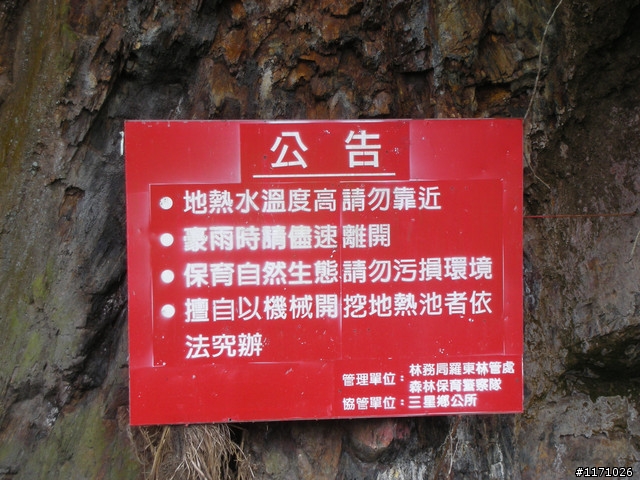 公告
• 地熱水溫度高請勿靠近
• 豪雨時請儘速離開
• 保育自然生態請勿污損環境
• 擅自以機械開挖地熱池者依
法究辦
管理單位：林務局羅東林管處
森林保育警察隊
協管單位：三星鄉公所
#1171026